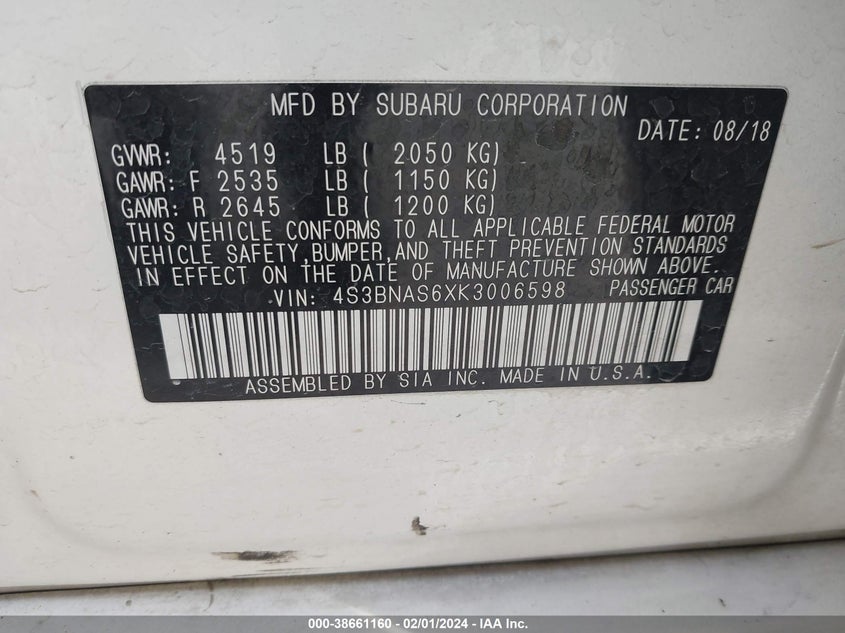 MFD BY SUBARU CORPORATION
DATE: 08/18
GVWR: 4519 LB ( 2050 KG)
GAWR: F 2535 LB ( 1150 KG)
GAWR: R 2645 LB ( 1200 KG)
THIS VEHICLE CONFORMS TO ALL APPLICABLE FEDERAL MOTOR
VEHICLE SAFETY,BUMPER,AND THEFT PREVENTION STANDARDS
IN EFFECT ON THE DATE OF MANUFACTURE SHOWN ABOVE.
VIN: 4S3BNAS6XK3006598 PASSENGER CAR
ASSEMBLED BY SIA INC. MADE IN U.S.A.
000-38661160 - 02/01/2024 - IAA Inc.